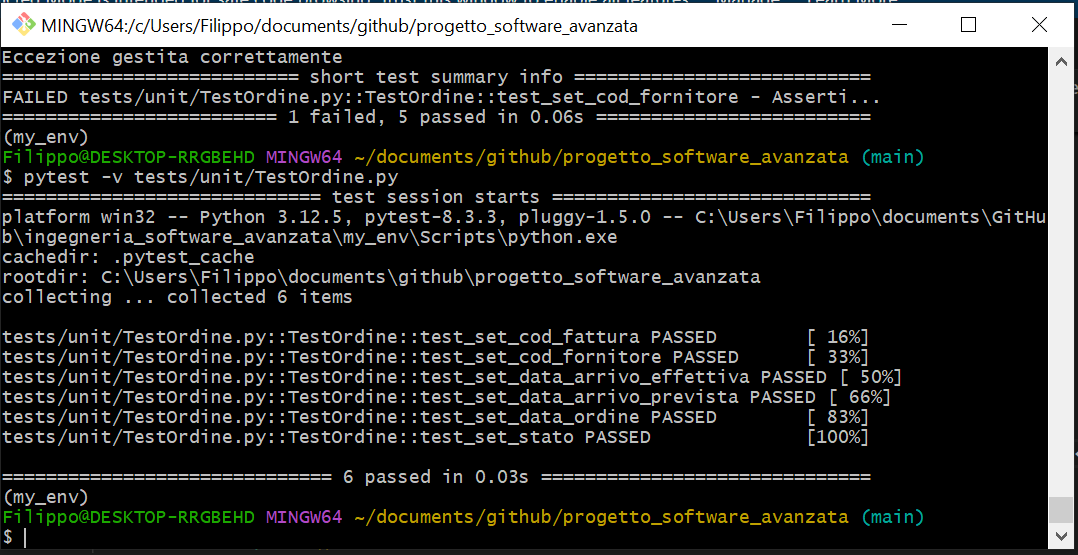 MINGW64:/c/Users/Filippo/documents/github/progetto_software_avanzata
Eccezione gestita correttamente
=========================== short test summary info ===========================
FAILED tests/unit/TestOrdine.py::TestOrdine::test_set_cod_fornitore - Asserti...
========================= 1 failed, 5 passed in 0.06s =========================
(my_env)
Filippo@DESKTOP-RRGBEHD MINGW64 ~/documents/github/progetto_software_avanzata (main)
$ pytest -v tests/unit/TestOrdine.py
============================= test session starts =============================
platform win32 -- Python 3.12.5, pytest-8.3.3, pluggy-1.5.0 -- C:\Users\Filippo\documents\GitHu
b\ingegneria_software_avanzata\my_env\Scripts\python.exe
cachedir: .pytest_cache
rootdir: C:\Users\Filippo\documents\github\progetto_software_avanzata
collecting ... collected 6 items
tests/unit/TestOrdine.py::TestOrdine::test_set_cod_fattura PASSED        [ 16%]
tests/unit/TestOrdine.py::TestOrdine::test_set_cod_fornitore PASSED      [ 33%]
tests/unit/TestOrdine.py::TestOrdine::test_set_data_arrivo_effettiva PASSED [ 50%]
tests/unit/TestOrdine.py::TestOrdine::test_set_data_arrivo_prevista PASSED [ 66%]
tests/unit/TestOrdine.py::TestOrdine::test_set_data_ordine PASSED        [ 83%]
tests/unit/TestOrdine.py::TestOrdine::test_set_stato PASSED              [100%]
============================== 6 passed in 0.03s ==============================
(my_env)
Filippo@DESKTOP-RRGBEHD MINGW64 ~/documents/github/progetto_software_avanzata (main)
$